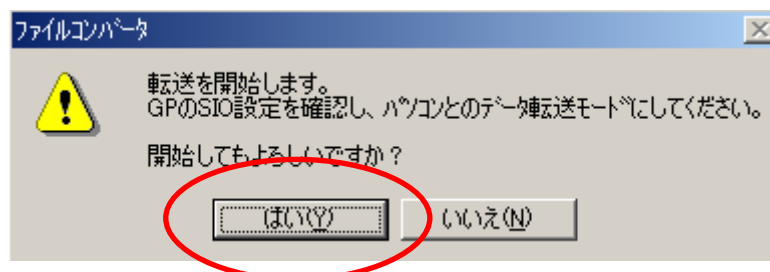 ファイルコンバータ
転送を開始します。
GPのSIO設定を確認し、パソコンとのデータ転送モードにしてください。
開始してもよろしいですか？
はい(Y) いいえ(N)